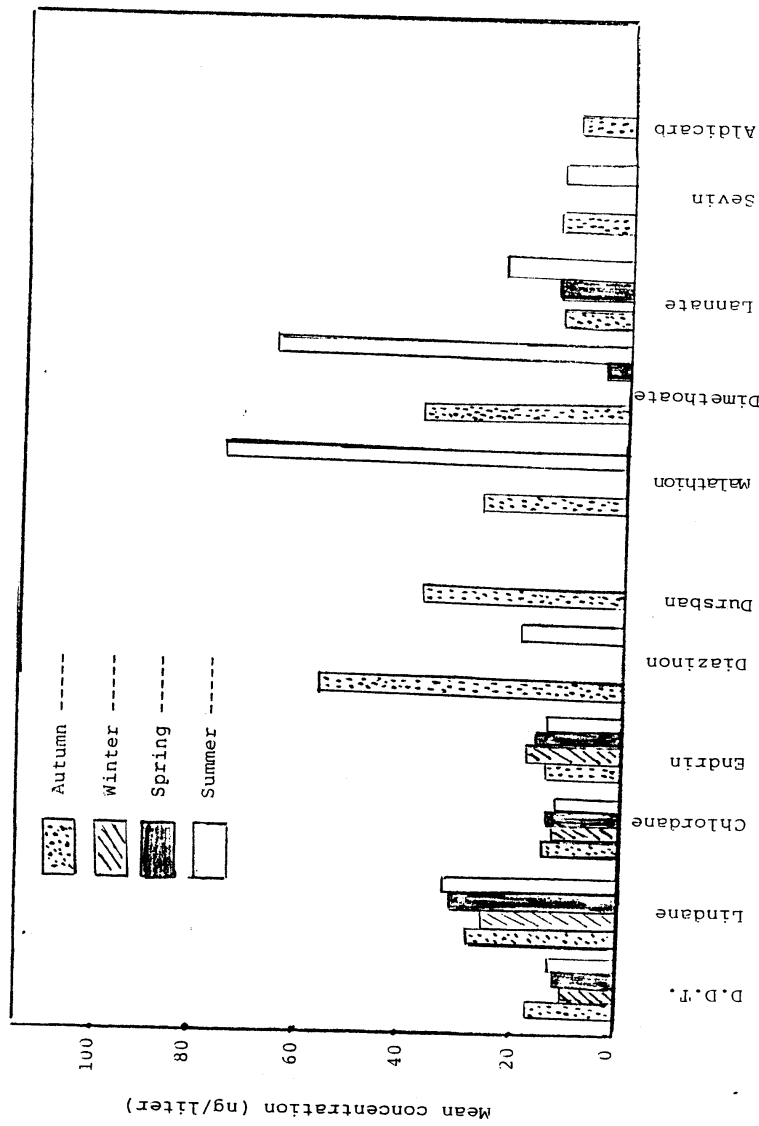 Mean concentration (ng/liter)
100
80
60
40
20
0
Autumn -----
Winter -----
Spring -----
Summer -----
D.D.T.
Lindane
Chlordane
Endrin
Diazinon
Dursban
Malathion
Dimethoate
Lannate
Sevin
Aldicarb